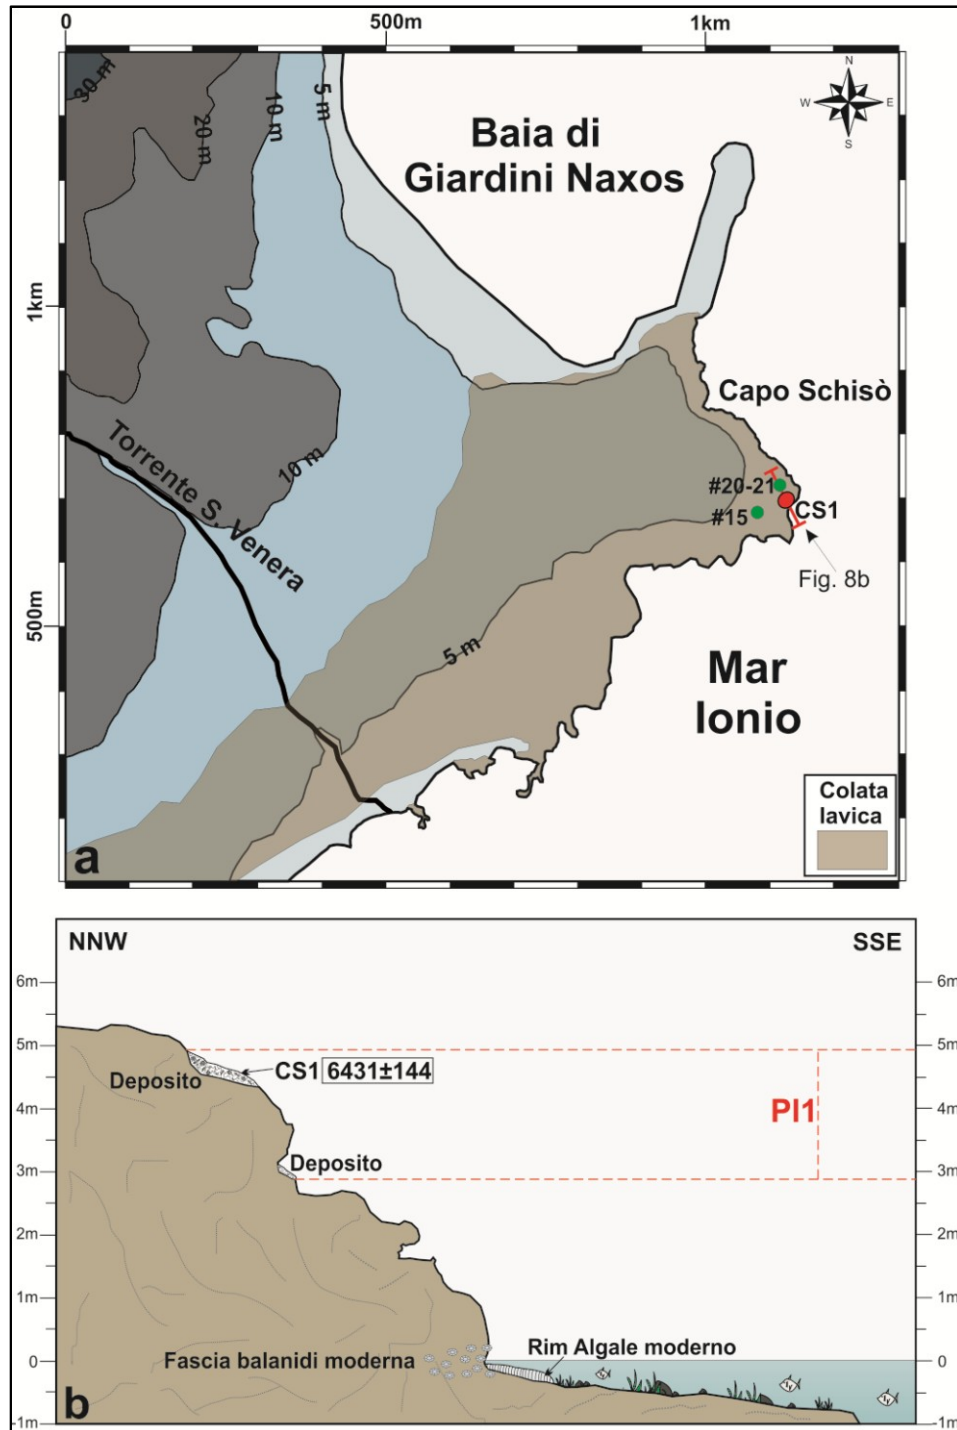 0 500m 1km
N
W E
S
30 m
20 m
10 m
5 m
Baia di
Giardini Naxos
1km
Capo Schisò
Torrente S. Venera
10 m
#20-21
CS1
#15
Fig. 8b
500m
5 m
Mar
Ionio
Colata
lavica
a
NNW SSE
6m 6m
5m 5m
CS1 6431±144
Deposito
4m 4m
PI1
Deposito
3m 3m
2m 2m
1m 1m
Rim Algale moderno
Fascia balanidi moderna
0 0
b
-1m -1m